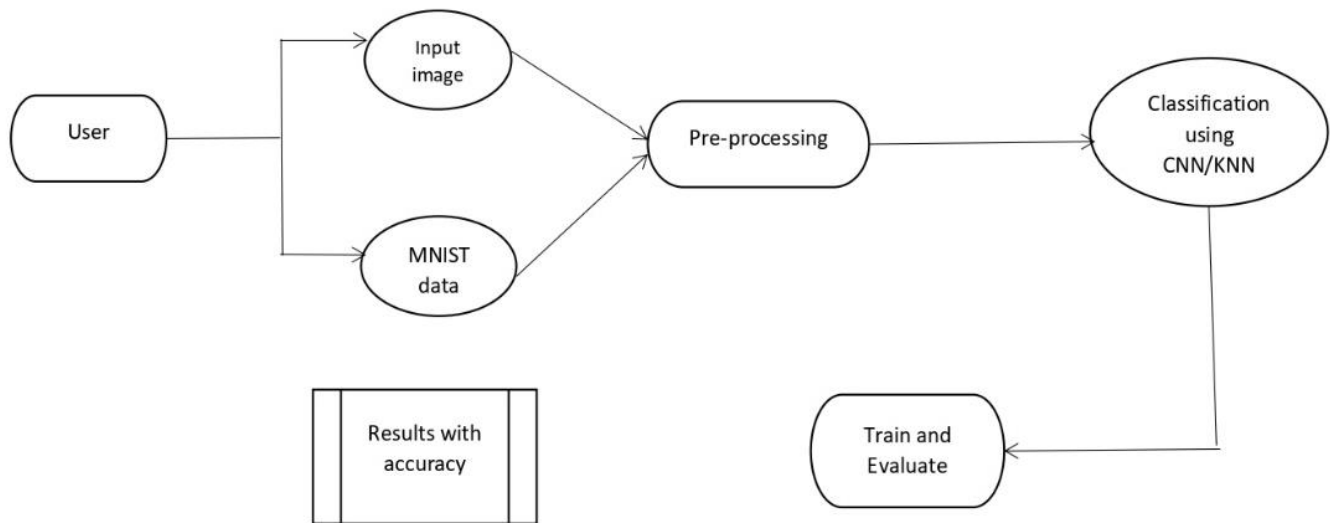 User
Input
image
MNIST
data
Pre-processing
Classification
using
CNN/KNN
Results with
accuracy
Train and
Evaluate